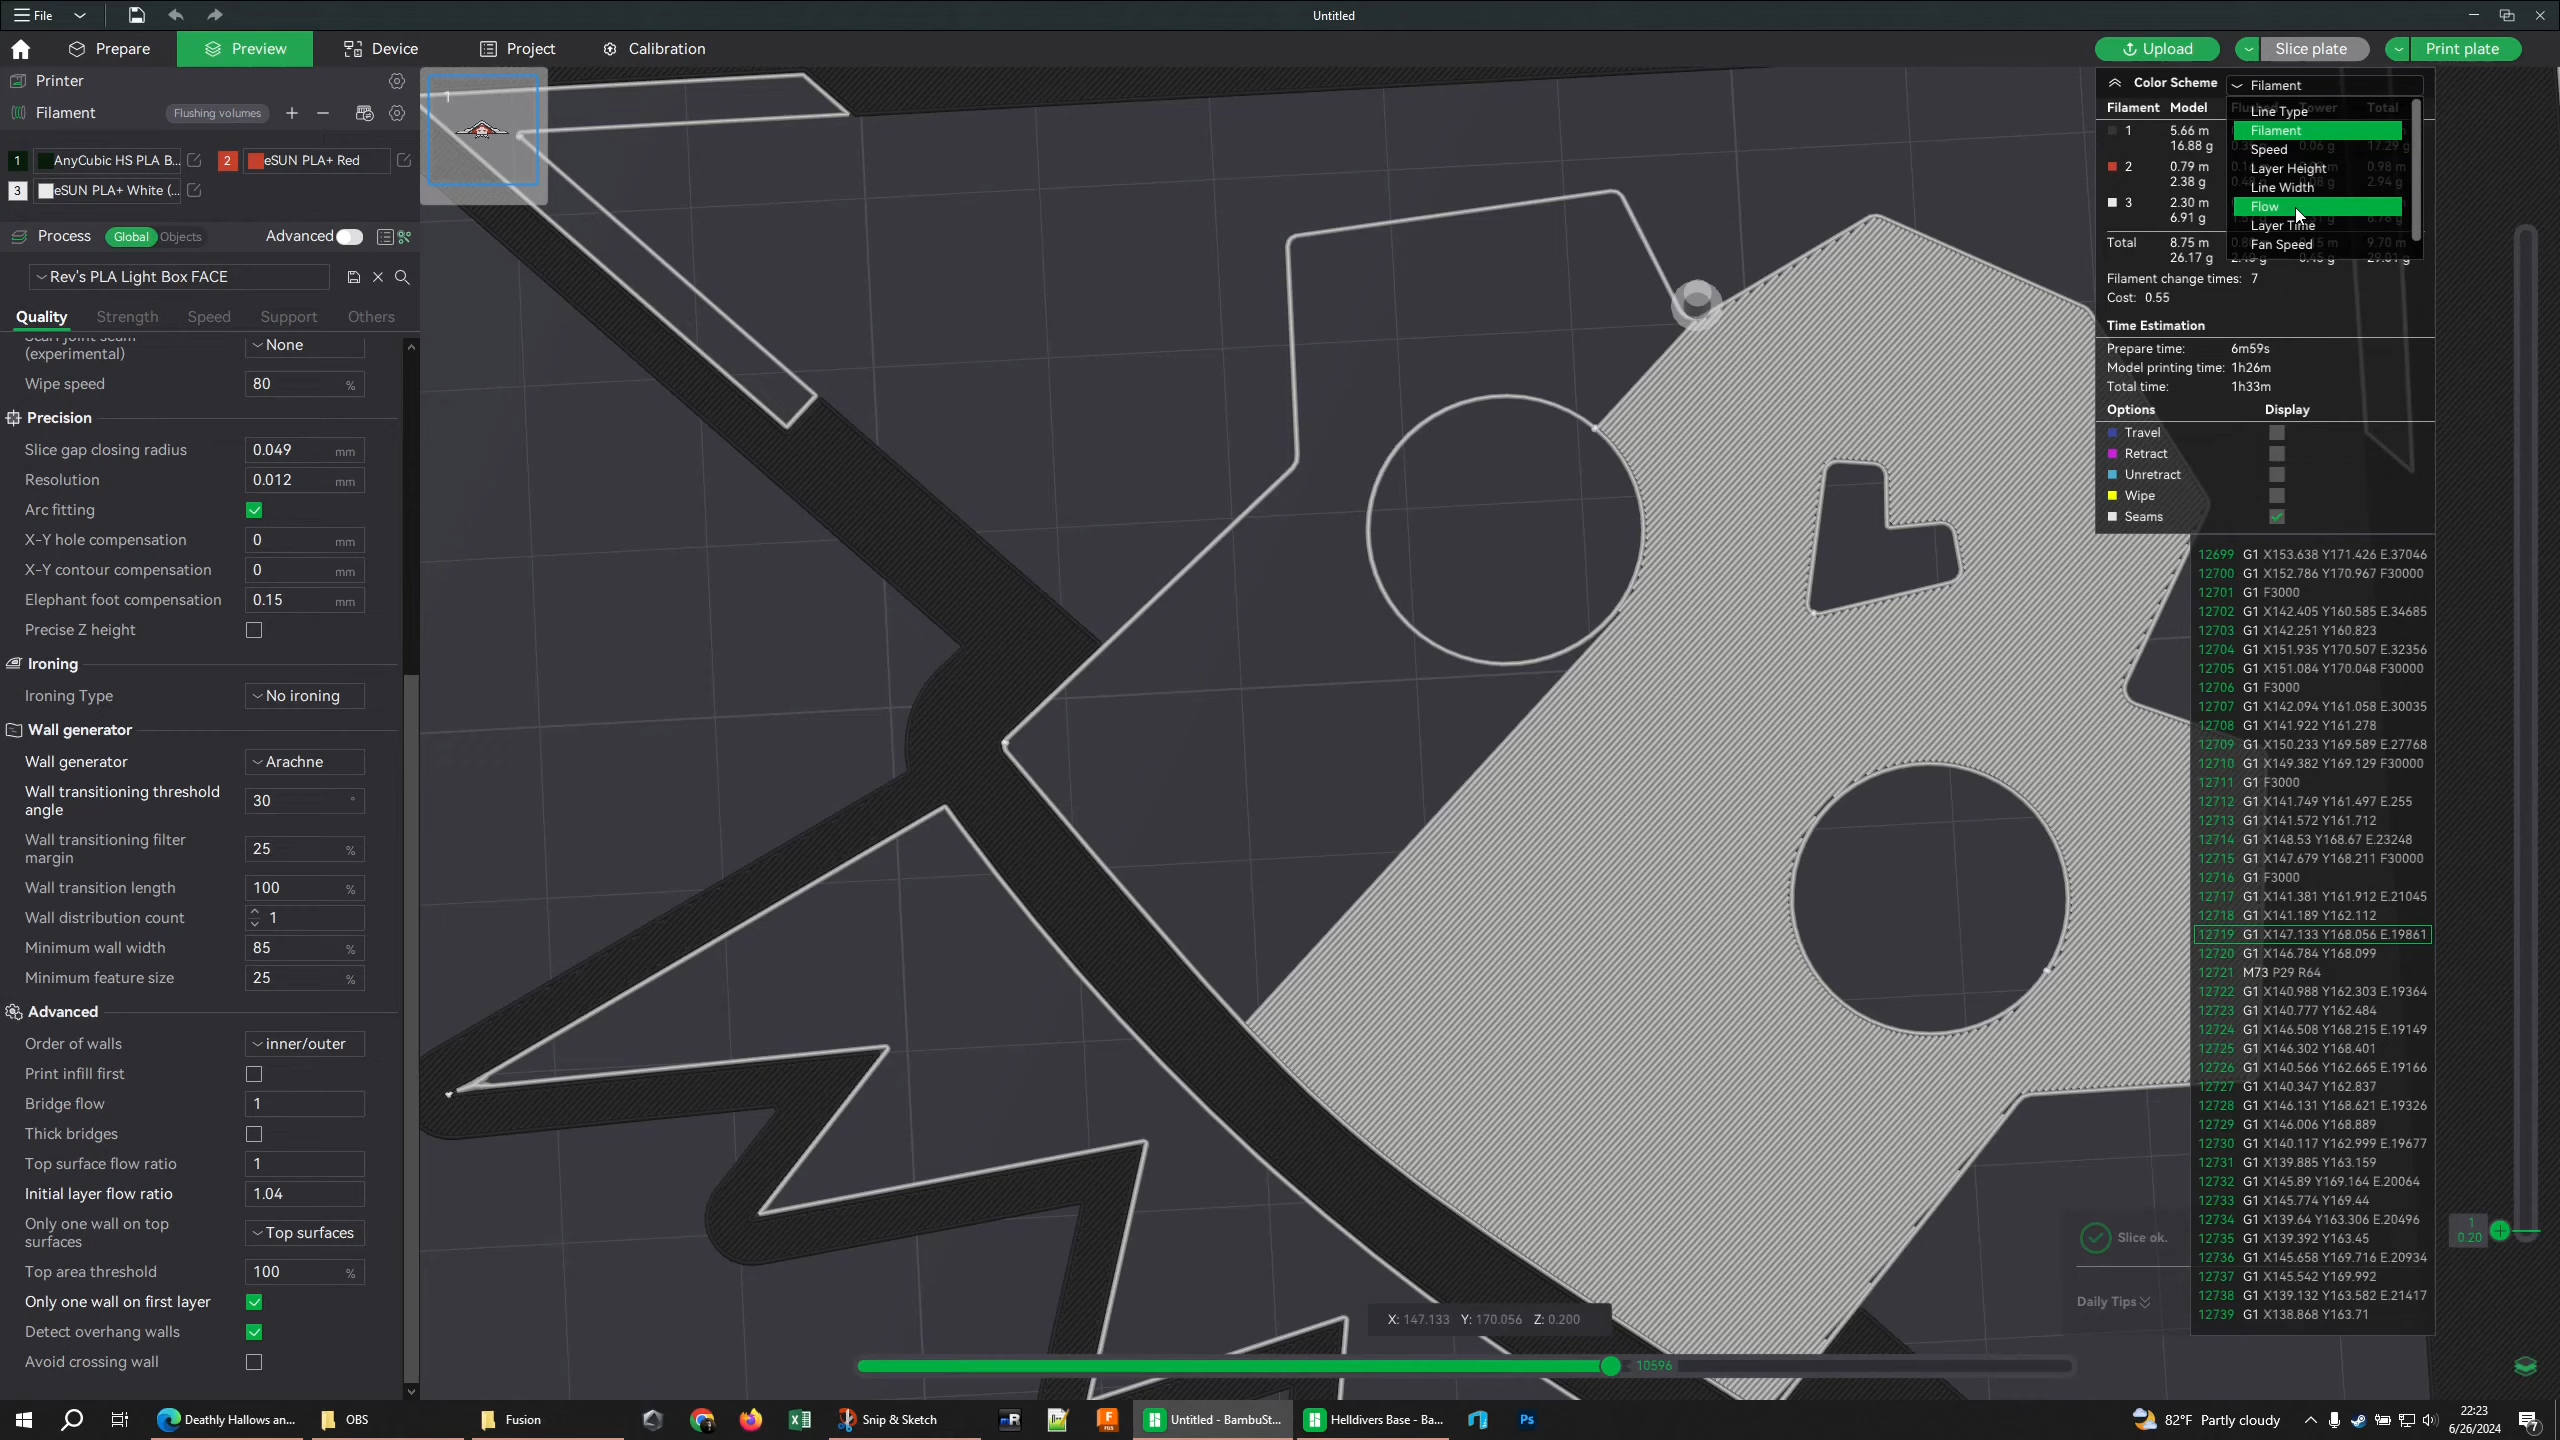 File
Untitled
Prepare
Preview
Device
Project
Calibration
Upload
Slice plate
Print plate
Printer
Filament
Flushing volumes
1 AnyCubic HS PLA B...
2 eSUN PLA+ Red
3 eSUN PLA+ White (...
Process
Global
Objects
Advanced
Rev's PLA Light Box FACE
Quality
Strength
Speed
Support
Others
(experimental)
None
Wipe speed 80 %
Precision
Slice gap closing radius 0.049 mm
Resolution 0.012 mm
Arc fitting
X-Y hole compensation 0 mm
X-Y contour compensation 0 mm
Elephant foot compensation 0.15 mm
Precise Z height
Ironing
Ironing Type No ironing
Wall generator
Wall generator Arachne
Wall transitioning threshold
angle 30 °
Wall transitioning filter
margin 25 %
Wall transition length 100 %
Wall distribution count 1
Minimum wall width 85 %
Minimum feature size 25 %
Advanced
Order of walls inner/outer
Print infill first
Bridge flow 1
Thick bridges
Top surface flow ratio 1
Initial layer flow ratio 1.04
Only one wall on top
surfaces Top surfaces
Top area threshold 100 %
Only one wall on first layer
Detect overhang walls
Avoid crossing wall
1
Color Scheme Filament
Filament Model Tower Total
1 5.66 m
16.88 g 17.29 g
2 0.79 m 0.98 m
2.38 g 2.94 g
3 2.30 m
6.91 g
Total 8.75 m 9.70 m
26.17 g 29.01 g
Line Type
Filament
Speed
Layer Height
Line Width
Flow
Layer Time
Fan Speed
Filament change times: 7
Cost: 0.55
Time Estimation
Prepare time: 6m59s
Model printing time: 1h26m
Total time: 1h33m
Options Display
Travel
Retract
Unretract
Wipe
Seams
12699 G1 X153.638 Y171.426 E.37046
12700 G1 X152.786 Y170.967 F30000
12701 G1 F3000
12702 G1 X142.405 Y160.585 E.34685
12703 G1 X142.251 Y160.823
12704 G1 X151.935 Y170.507 E.32356
12705 G1 X151.084 Y170.048 F30000
12706 G1 F3000
12707 G1 X142.094 Y161.058 E.30035
12708 G1 X141.922 Y161.278
12709 G1 X150.233 Y169.589 E.27768
12710 G1 X149.382 Y169.129 F30000
12711 G1 F3000
12712 G1 X141.749 Y161.497 E.255
12713 G1 X141.572 Y161.712
12714 G1 X148.53 Y168.67 E.23248
12715 G1 X147.679 Y168.211 F30000
12716 G1 F3000
12717 G1 X141.381 Y161.912 E.21045
12718 G1 X141.189 Y162.112
12719 G1 X147.133 Y168.056 E.19861
12720 G1 X146.784 Y168.099
12721 M73 P29 R64
12722 G1 X140.988 Y162.303 E.19364
12723 G1 X140.777 Y162.484
12724 G1 X146.508 Y168.215 E.19149
12725 G1 X146.302 Y168.401
12726 G1 X140.566 Y162.665 E.19166
12727 G1 X140.347 Y162.837
12728 G1 X146.131 Y168.621 E.19326
12729 G1 X146.006 Y168.889
12730 G1 X140.117 Y162.999 E.19677
12731 G1 X139.885 Y163.159
12732 G1 X145.89 Y169.164 E.20064
12733 G1 X145.774 Y169.44
12734 G1 X139.64 Y163.306 E.20496
12735 G1 X139.392 Y163.45
12736 G1 X145.658 Y169.716 E.20934
12737 G1 X145.542 Y169.992
12738 G1 X139.132 Y163.582 E.21417
12739 G1 X138.868 Y163.71
Slice ok.
Daily Tips
1
0.20
X: 147.133 Y: 170.056 Z: 0.200
10596
Deathly Hallows an...
OBS
Fusion
Snip & Sketch
Untitled - BambuSt...
Helldivers Base - Ba...
82°F Partly cloudy
22:23
6/26/2024
7